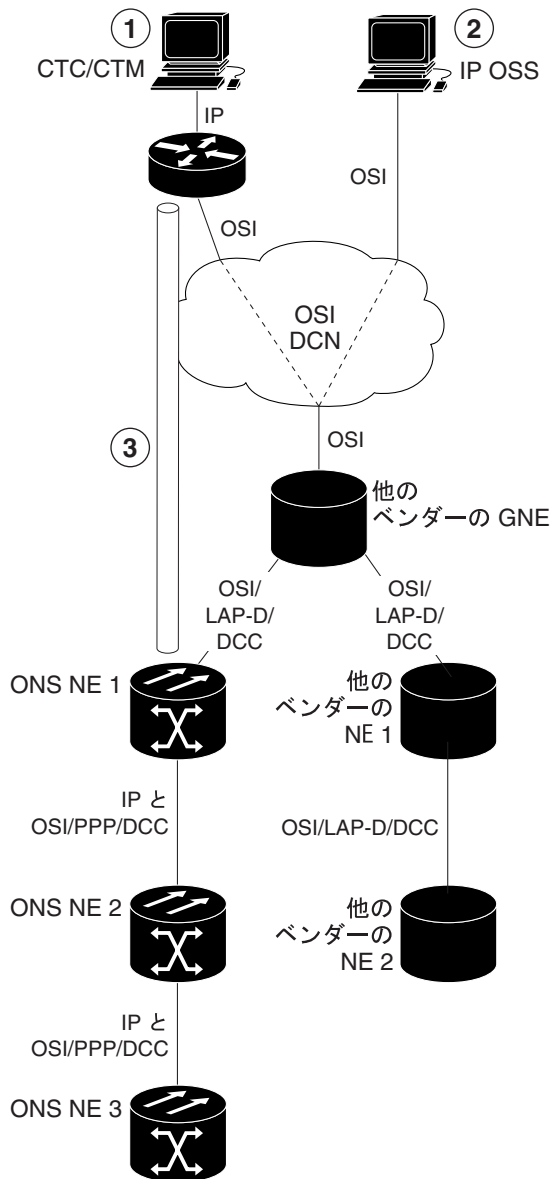 1
CTC/CTM
2
IP OSS
IP
OSI
OSI
OSI
DCN
OSI
3
他の
ベンダーの GNE
OSI/
LAP-D/
DCC
OSI/
LAP-D/
DCC
ONS NE 1
他の
ベンダーの
NE 1
IP と
OSI/PPP/DCC
OSI/LAP-D/DCC
ONS NE 2
他の
ベンダーの
NE 2
IP と
OSI/PPP/DCC
ONS NE 3